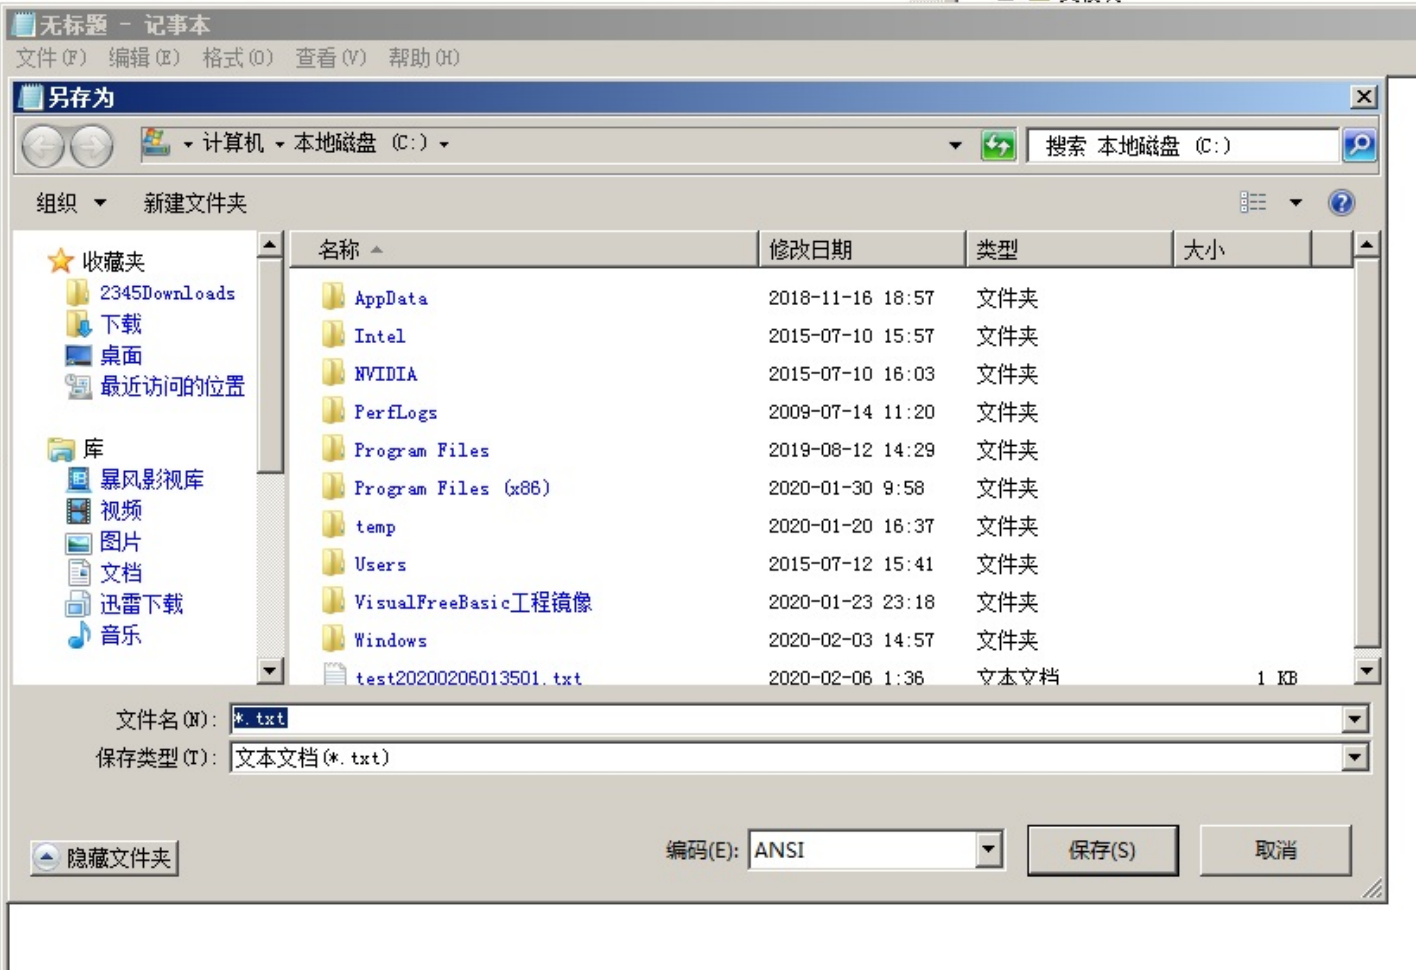 无标题 - 记事本
文件(F) 编辑(E) 格式(O) 查看(V) 帮助(H)
另存为
计算机 本地磁盘 (C:)
搜索 本地磁盘 (C:)
组织 新建文件夹
收藏夹
2345Downloads
下载
桌面
最近访问的位置
库
暴风影视库
视频
图片
文档
迅雷下载
音乐
名称 修改日期 类型 大小
AppData 2018-11-16 18:57 文件夹
Intel 2015-07-10 15:57 文件夹
NVIDIA 2015-07-10 16:03 文件夹
PerfLogs 2009-07-14 11:20 文件夹
Program Files 2019-08-12 14:29 文件夹
Program Files (x86) 2020-01-30 9:58 文件夹
temp 2020-01-20 16:37 文件夹
Users 2015-07-12 15:41 文件夹
VisualFreeBasic工程镜像 2020-01-23 23:18 文件夹
Windows 2020-02-03 14:57 文件夹
test20200206013501.txt 2020-02-06 1:36 文本文档 1 KB
文件名(N): *.txt
保存类型(T): 文本文档(*.txt)
隐藏文件夹 编码(E): ANSI 保存(S) 取消